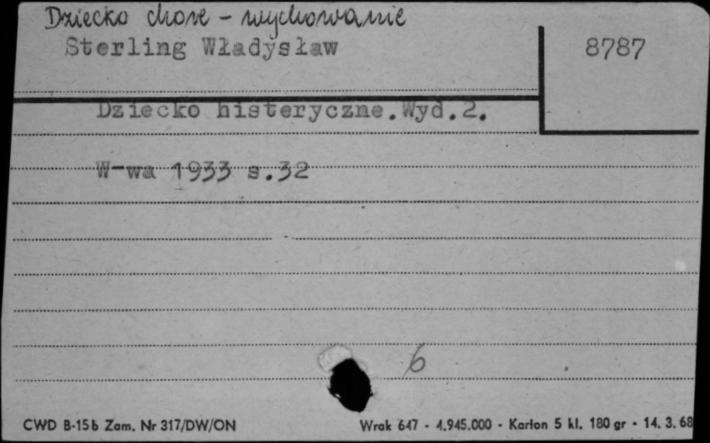 Dziecko chore - wychowanie
Sterling Władysław
8787
Dziecko histeryczne.Wyd.2.
W-wa 1933 s.32
6
CWD B-15b Zam. Nr 317/DW/ON
Wrak 647 - 4.945.000 - Karton 5 kl. 180 gr - 14. 3. 68